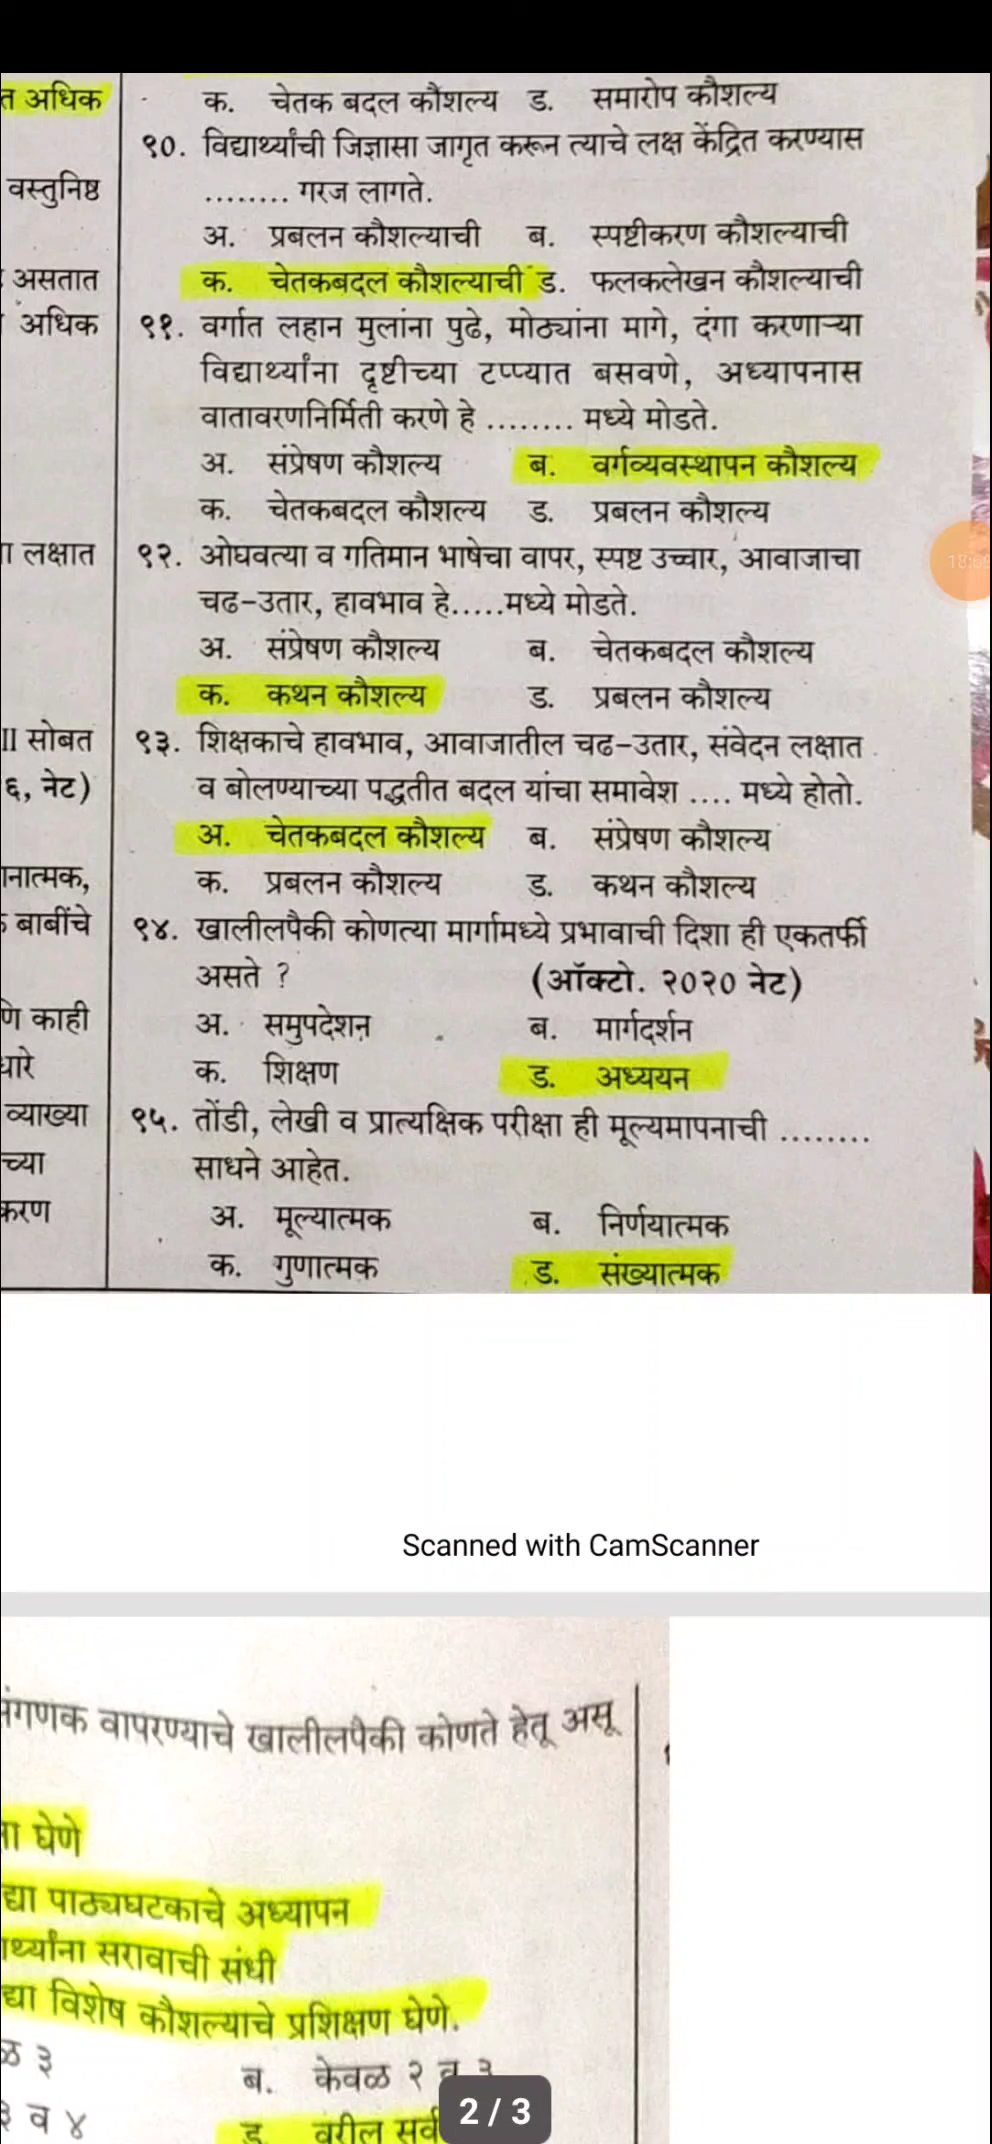 त अधिक
वस्तुनिष्ठ
असतात
अधिक
ा लक्षात
II सोबत
६, नेट)
ानात्मक,
बाबींचे
णि काही
धारे
व्याख्या
च्या
करण
क. चेतक बदल कौशल्य ड. समारोप कौशल्य
९०. विद्यार्थ्यांची जिज्ञासा जागृत करून त्याचे लक्ष केंद्रित करण्यास
........ गरज लागते.
अ. प्रबलन कौशल्याची ब. स्पष्टीकरण कौशल्याची
क. चेतकबदल कौशल्याची ड. फलकलेखन कौशल्याची
९१. वर्गात लहान मुलांना पुढे, मोठ्यांना मागे, दंगा करणाऱ्या
विद्यार्थ्यांना दृष्टीच्या टप्प्यात बसवणे, अध्यापनास
वातावरणनिर्मिती करणे हे ........ मध्ये मोडते.
अ. संप्रेषण कौशल्य ब. वर्गव्यवस्थापन कौशल्य
क. चेतकबदल कौशल्य ड. प्रबलन कौशल्य
९२. ओघवत्या व गतिमान भाषेचा वापर, स्पष्ट उच्चार, आवाजाचा
चढ-उतार, हावभाव हे.....मध्ये मोडते.
अ. संप्रेषण कौशल्य ब. चेतकबदल कौशल्य
क. कथन कौशल्य ड. प्रबलन कौशल्य
९३. शिक्षकाचे हावभाव, आवाजातील चढ-उतार, संवेदन लक्षात
व बोलण्याच्या पद्धतीत बदल यांचा समावेश .... मध्ये होतो.
अ. चेतकबदल कौशल्य ब. संप्रेषण कौशल्य
क. प्रबलन कौशल्य ड. कथन कौशल्य
९४. खालीलपैकी कोणत्या मार्गामध्ये प्रभावाची दिशा ही एकतर्फी
असते ? (ऑक्टो. २०२० नेट)
अ. समुपदेशन ब. मार्गदर्शन
क. शिक्षण ड. अध्ययन
९५. तोंडी, लेखी व प्रात्यक्षिक परीक्षा ही मूल्यमापनाची ........
साधने आहेत.
अ. मूल्यात्मक ब. निर्णयात्मक
क. गुणात्मक ड. संख्यात्मक
Scanned with CamScanner
ंगणक वापरण्याचे खालीलपैकी कोणते हेतू असू
ा घेणे
द्या पाठ्यघटकाचे अध्यापन
ार्थ्यांना सरावाची संधी
द्या विशेष कौशल्याचे प्रशिक्षण घेणे.
ळ ३
ब. केवळ २ व ३
३ व ४
ड. वरील सर्व
2 / 3